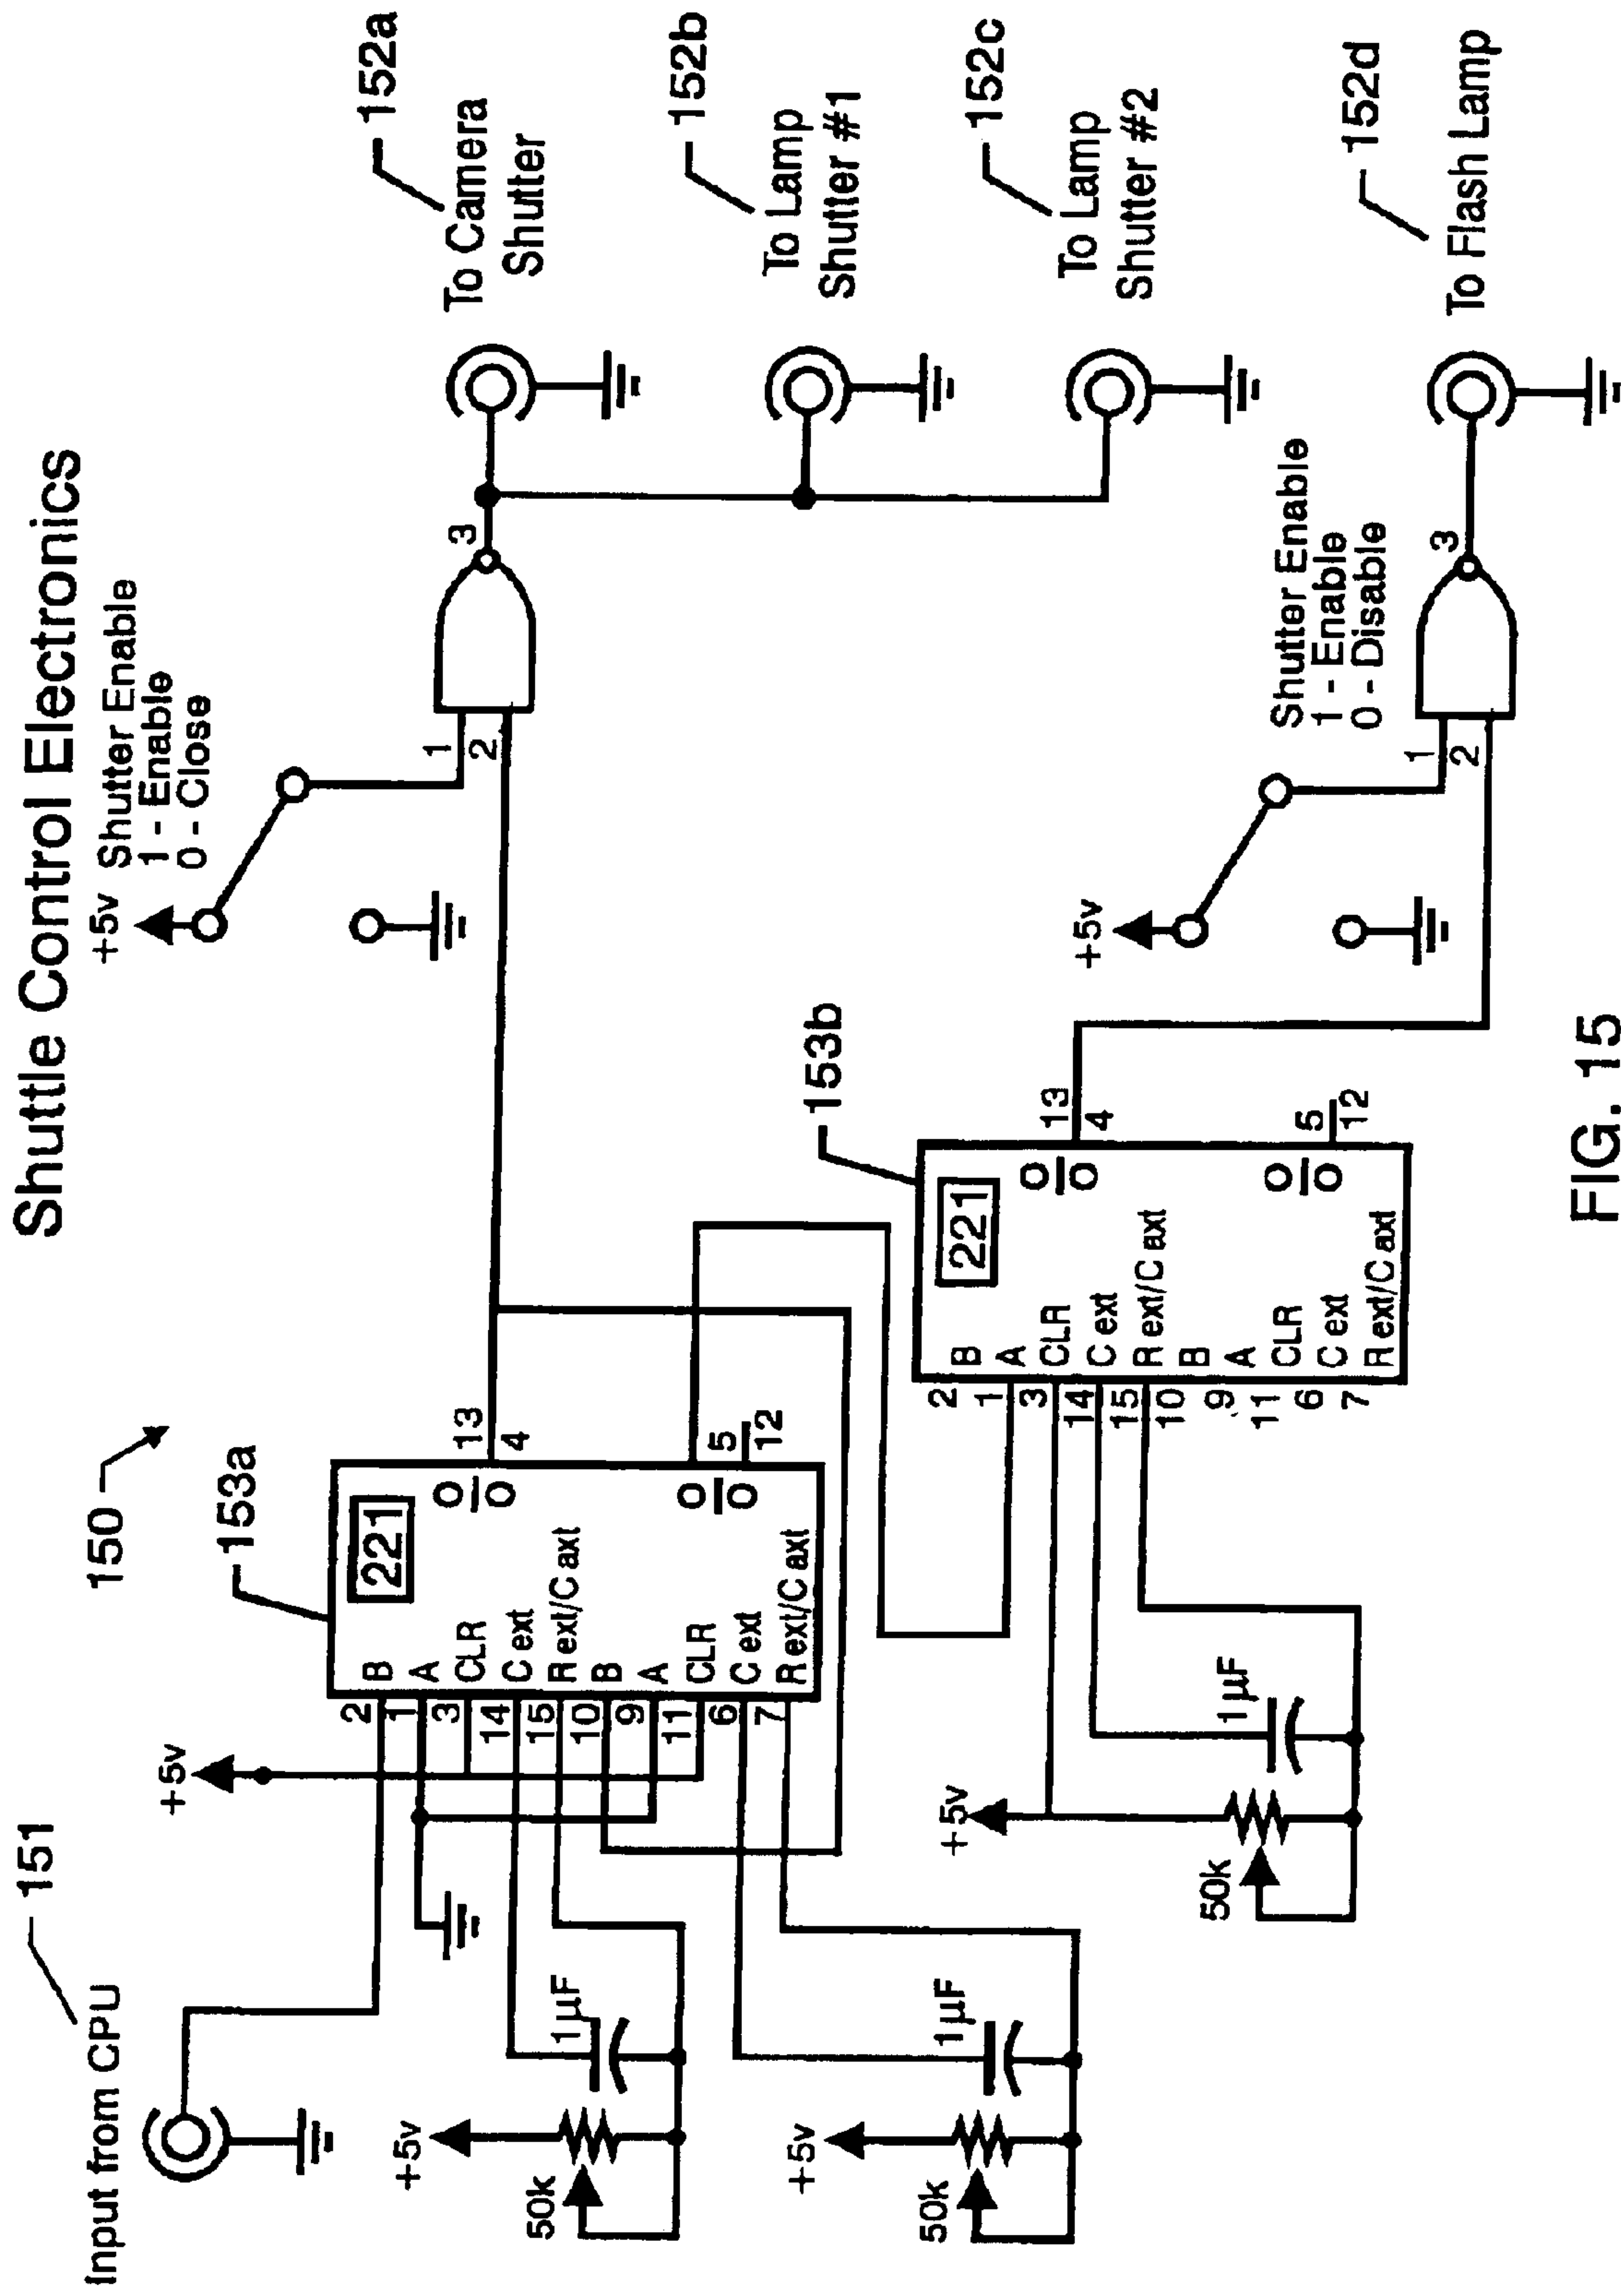 Shuttle Control Electronics
151
Input from CPU
150
153a
+5v
221
2 B
1 A
3 CLR
14 C ext
15 R ext/C axt
10 B
9 A
11 CLR
6 C ext
7 R ext/C axt
O
O
13
4
O
O
5
12
+5v
50k
1µF
+5v
50k
1µF
153b
221
2 B
1 A
3 CLR
14 C ext
15 R ext/C axt
10 B
9 A
11 CLR
6 C ext
7 R ext/C axt
O
O
13
4
O
O
5
12
+5v
50k
1µF
+5v
Shutter Enable
1 - Enable
0 - Close
1
2
3
152a
To Camera
Shutter
152b
To Lamp
Shutter #1
152c
To Lamp
Shutter #2
+5v
Shutter Enable
1 - Enable
0 - Disable
1
2
3
152d
To Flash Lamp
FIG. 15